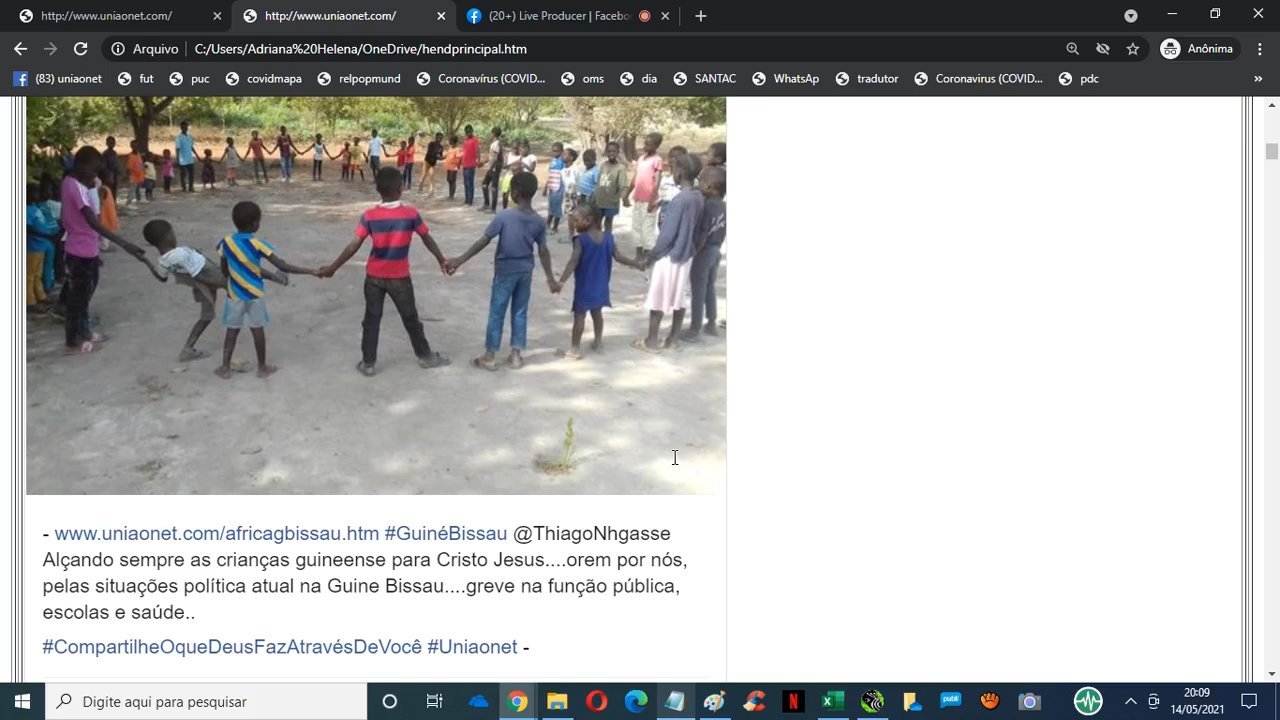 http://www.uniaonet.com/
http://www.uniaonet.com/
(20+) Live Producer | Facebo
Arquivo
C:/Users/Adriana%20Helena/OneDrive/hendprincipal.htm
Anônima
(83) uniaonet
fut
puc
covidmapa
relpopmund
Coronavírus (COVID...
oms
dia
SANTAC
WhatsAp
tradutor
Coronavirus (COVID...
pdc
»
- www.uniaonet.com/africagbissau.htm #GuinéBissau @ThiagoNhgasse
Alçando sempre as crianças guineense para Cristo Jesus....orem por nós,
pelas situações política atual na Guine Bissau....greve na função pública,
escolas e saúde..
#CompartilheOqueDeusFazAtravésDeVocê #Uniaonet -
Digite aqui para pesquisar
publi
20:09
14/05/2021